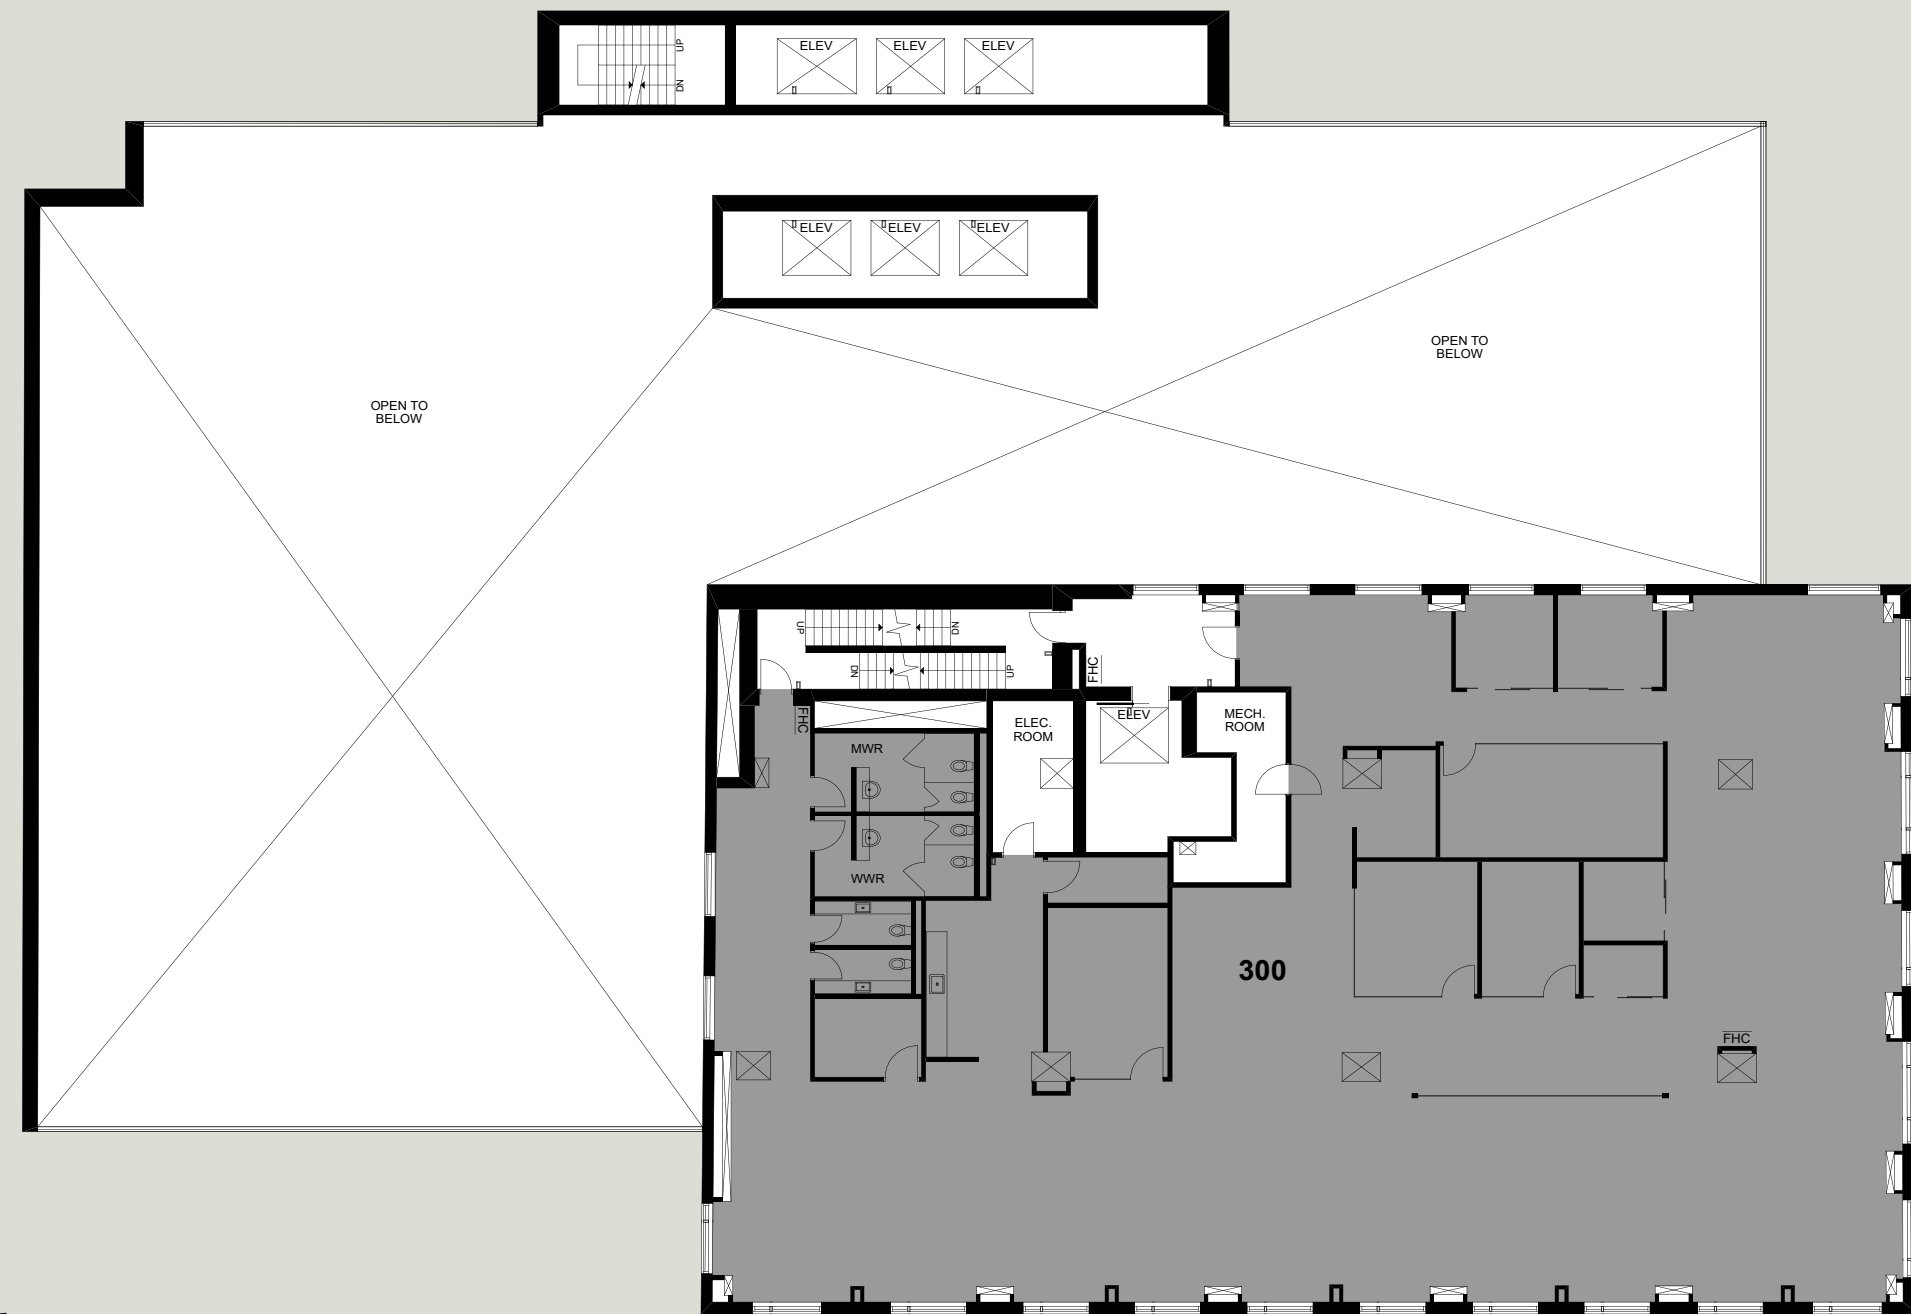 UP
DN
ELEV
ELEV
ELEV
ELEV
ELEV
ELEV
OPEN TO
BELOW
OPEN TO
BELOW
UP
DN
DN
UP
FHC
FHC
ELEC.
ROOM
ELEV
MECH.
ROOM
MWR
WWR
300
FHC